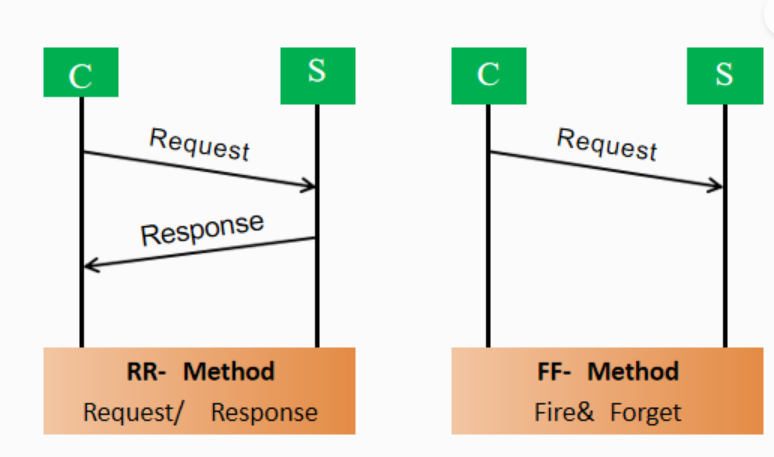 C
S
Request
Response
RR- Method
Request/ Response
C
S
Request
FF- Method
Fire& Forget